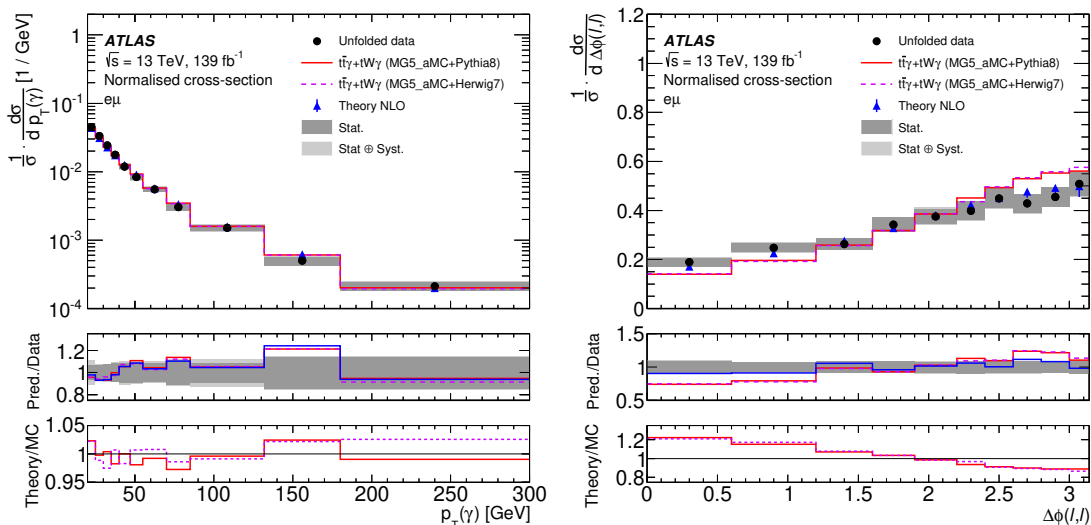 ATLAS
√s = 13 TeV, 139 fb⁻¹
Normalised cross-section
eμ
Unfolded data
tt̄γ+tWγ (MG5_aMC+Pythia8)
tt̄γ+tWγ (MG5_aMC+Herwig7)
Theory NLO
Stat.
Stat ⊕ Syst.
1/σ · dσ/d p_T(γ) [1 / GeV]
1
10⁻¹
10⁻²
10⁻³
10⁻⁴
Pred./Data
1.2
1.0
0.8
Theory/MC
1.05
1.00
0.95
50 100 150 200 250 300
p_T(γ) [GeV]
ATLAS
√s = 13 TeV, 139 fb⁻¹
Normalised cross-section
eμ
Unfolded data
tt̄γ+tWγ (MG5_aMC+Pythia8)
tt̄γ+tWγ (MG5_aMC+Herwig7)
Theory NLO
Stat.
Stat ⊕ Syst.
1/σ · dσ/d Δϕ(l,l)
1.2
1.0
0.8
0.6
0.4
0.2
0
Pred./Data
1.5
1.0
0.5
Theory/MC
1.2
1.0
0.8
0 0.5 1 1.5 2 2.5 3
Δϕ(l,l)